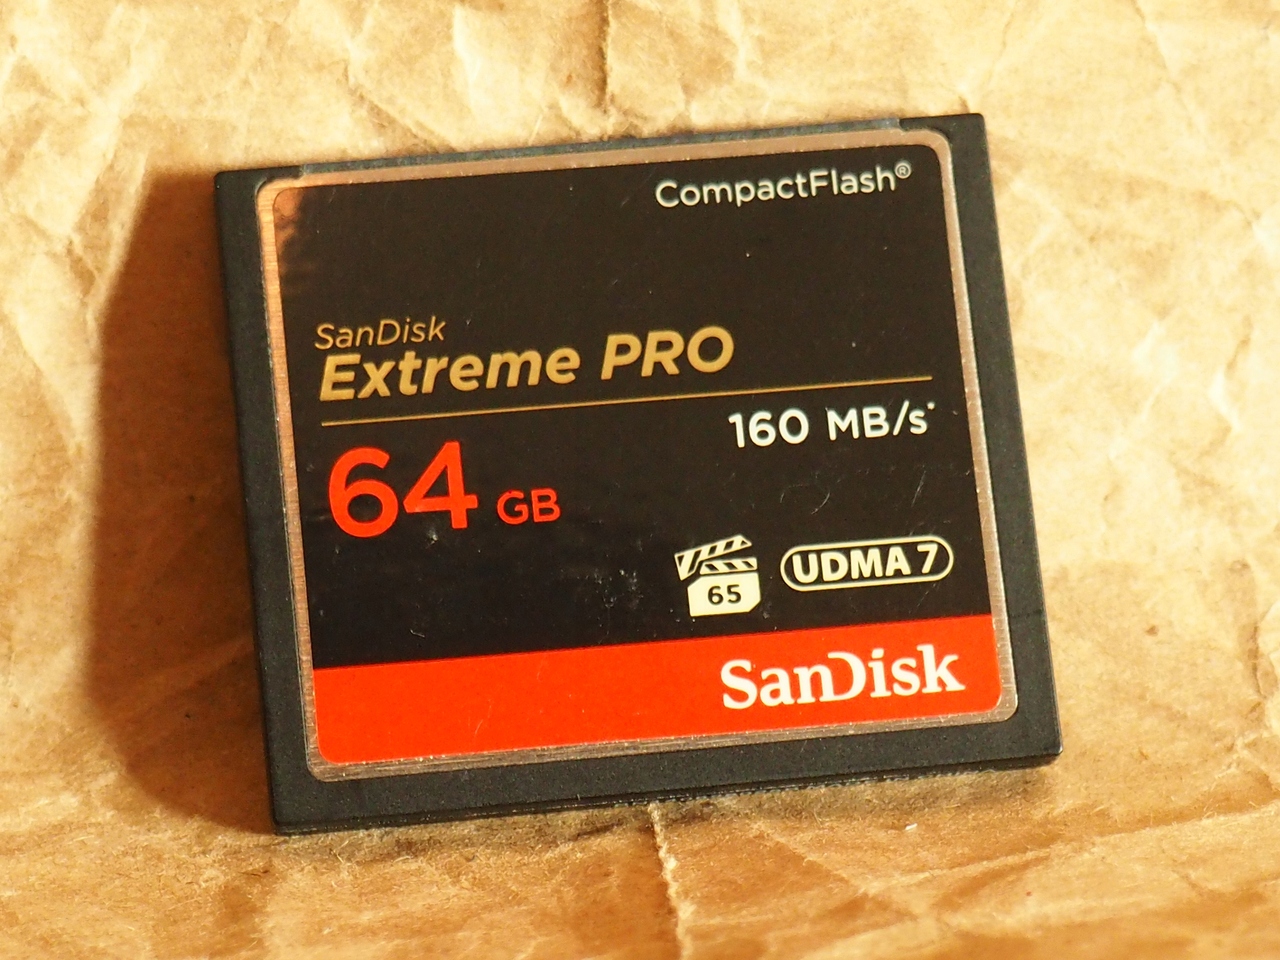 CompactFlash®
SanDisk
Extreme PRO
160 MB/s*
64 GB
65
UDMA 7
SanDisk